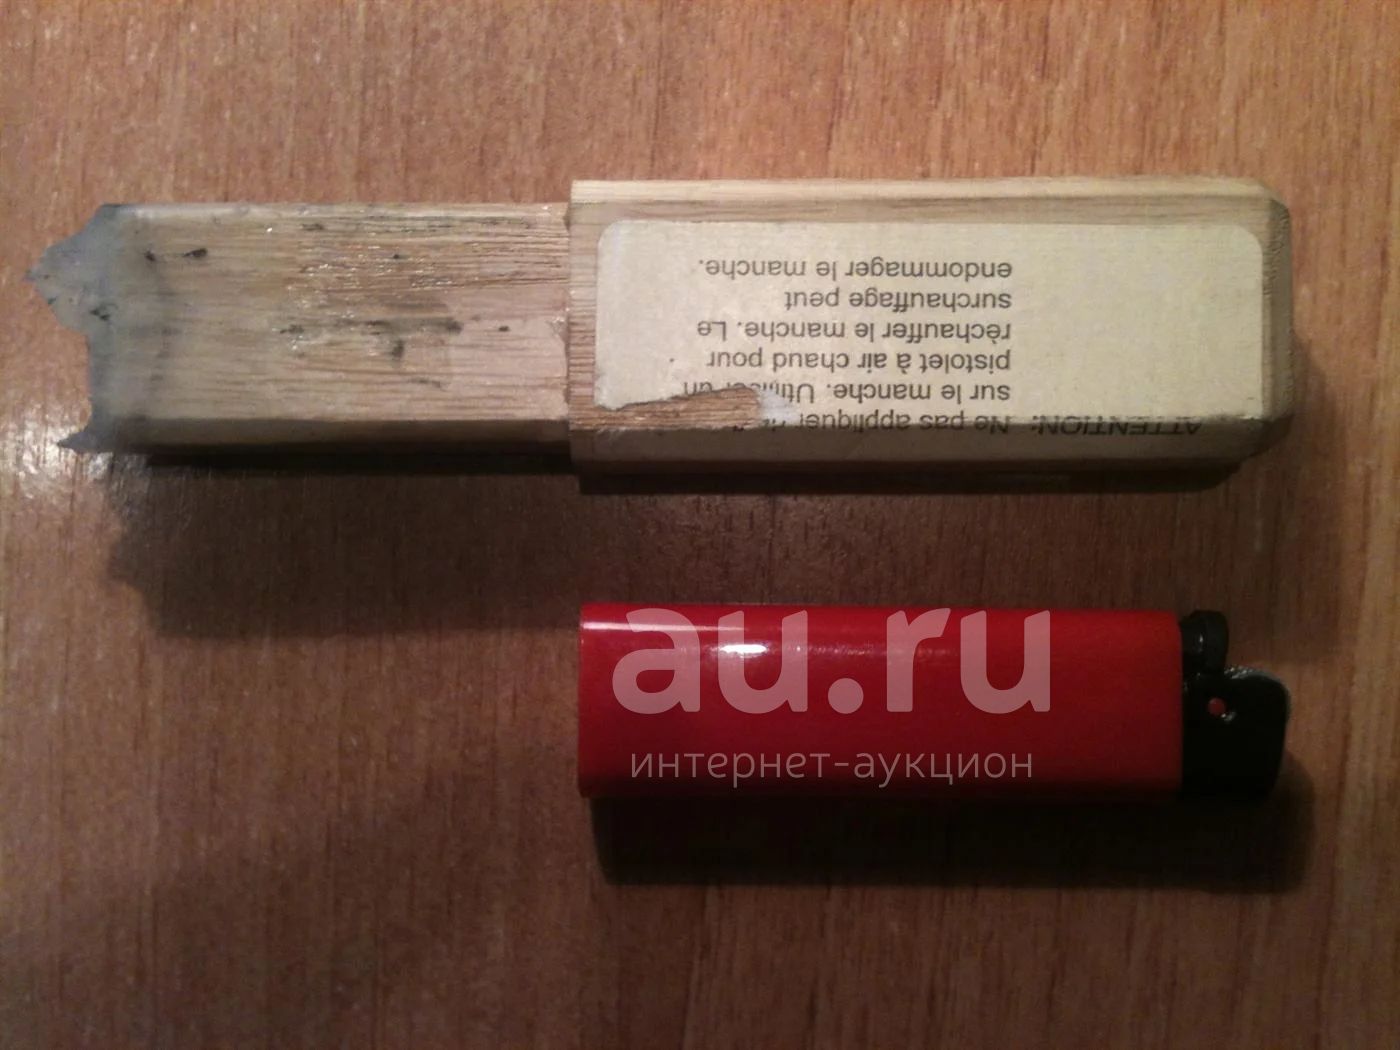 ATTENTION: Ne pas appliquer
sur le manche. Utiliser un
pistolet à air chaud pour
rèchauffer le manche. Le
surchauffage peut
endommager le manche.
au.ru
интернет-аукцион